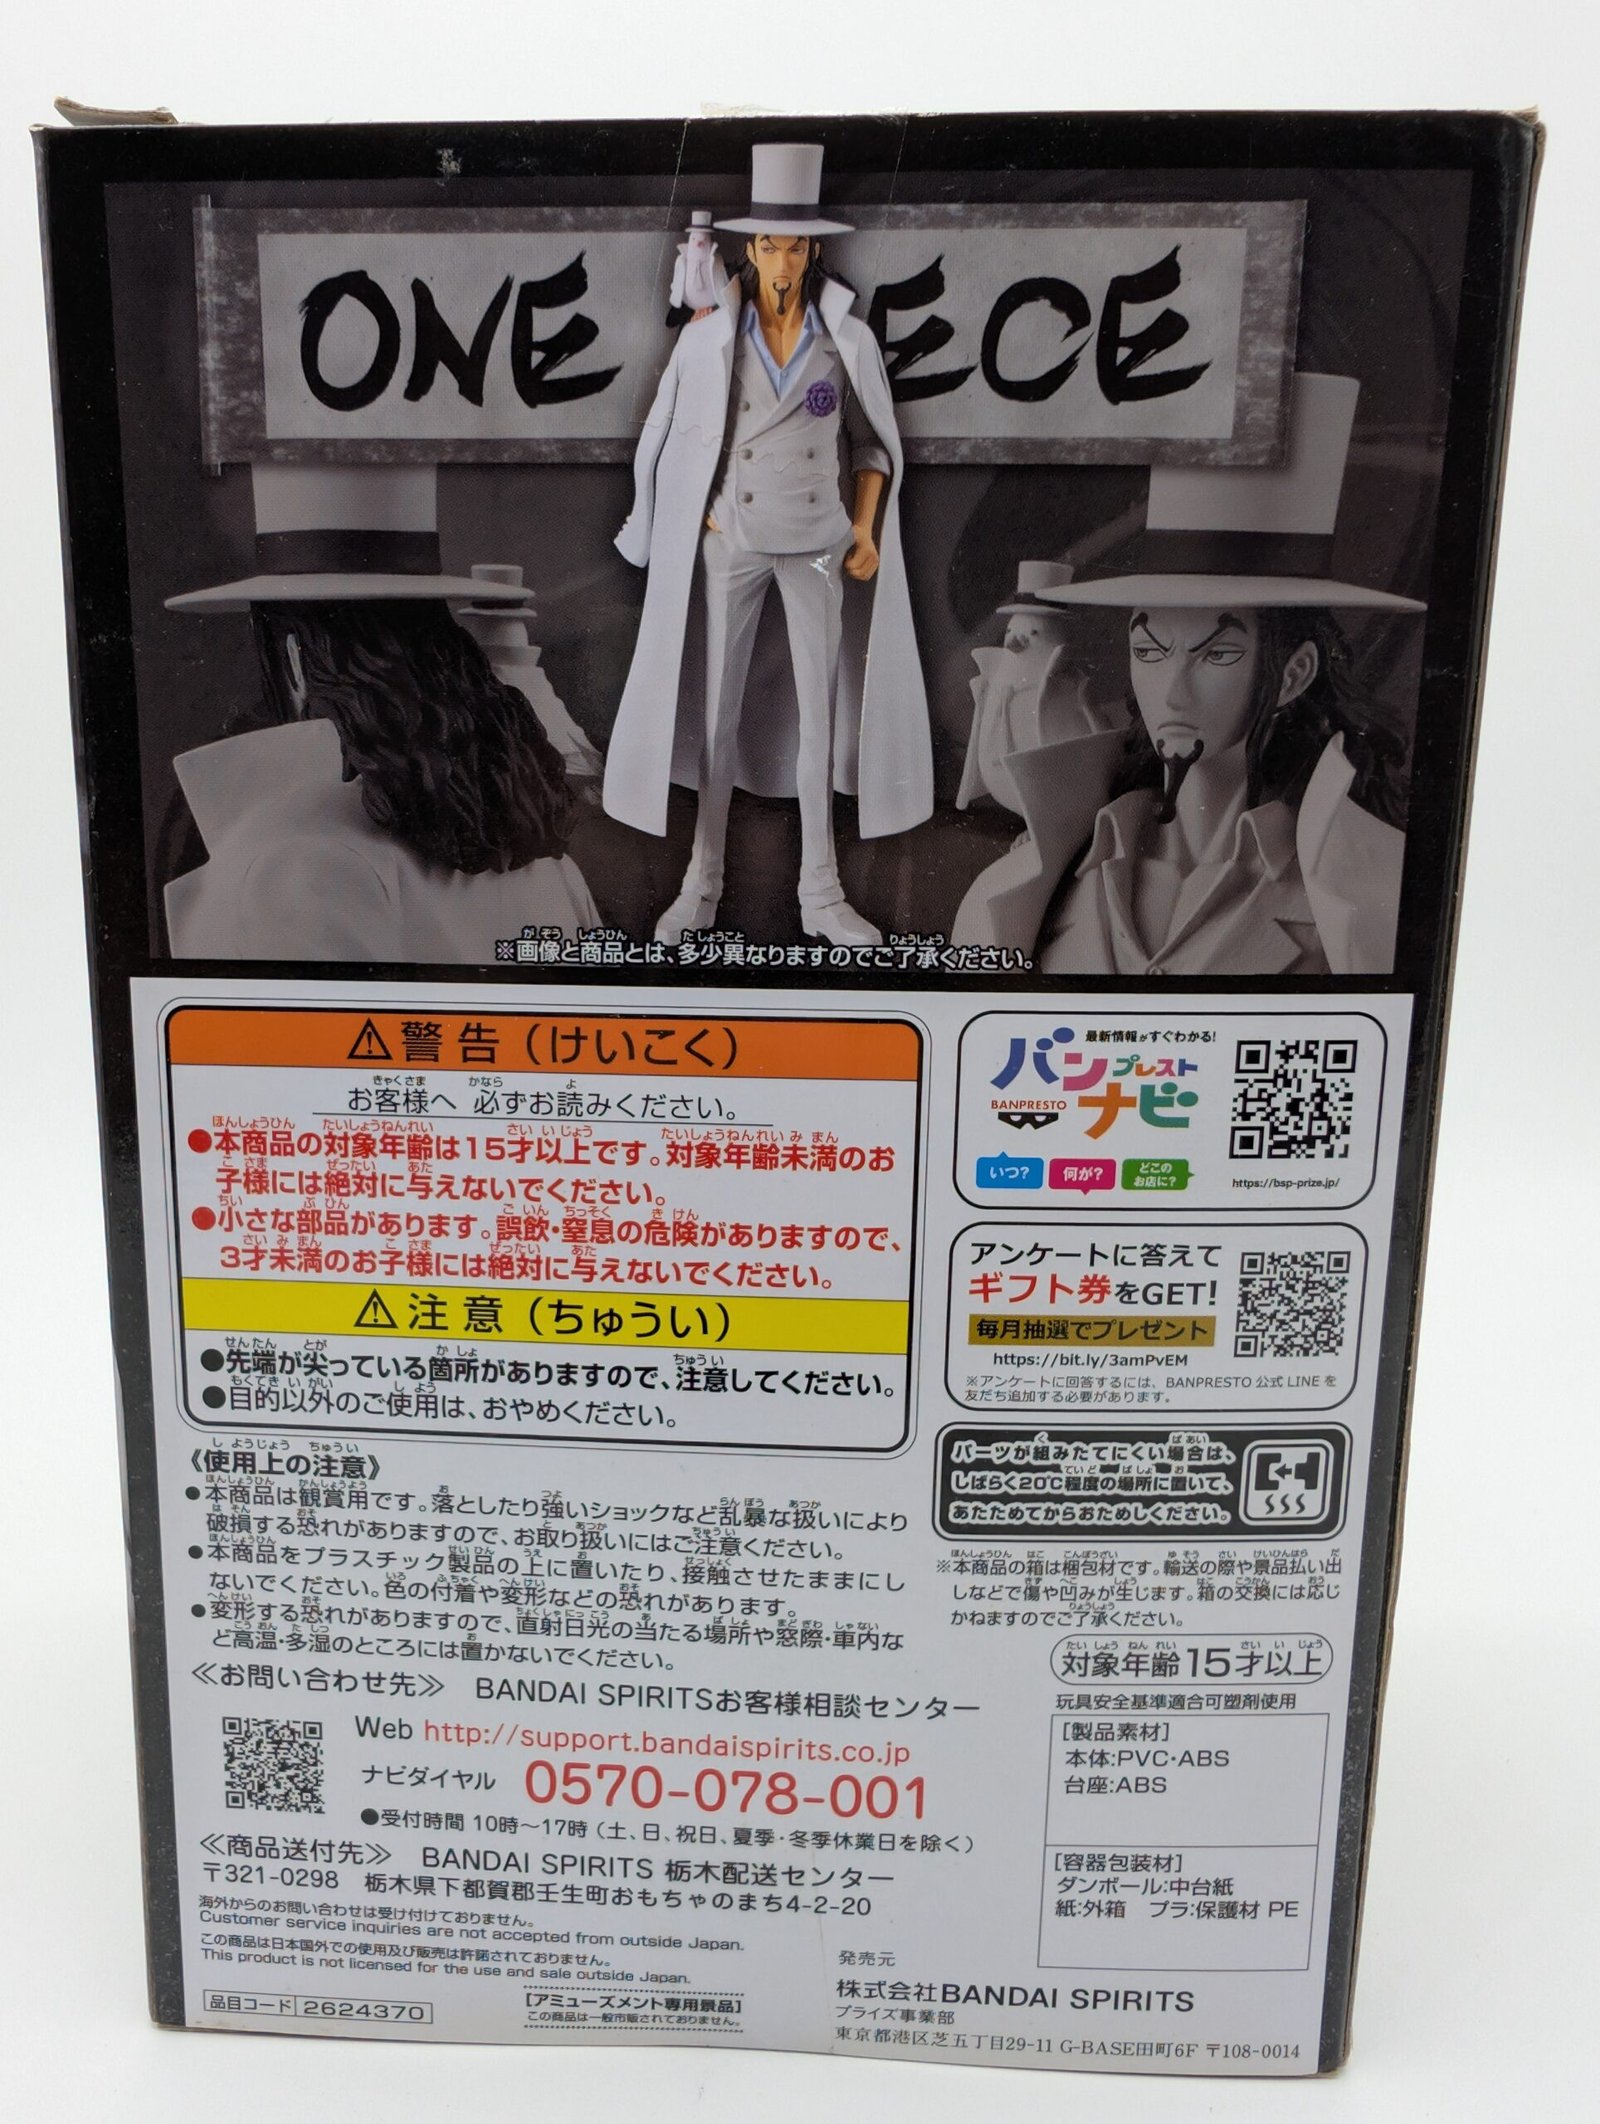 ONE PIECE
※画像と商品とは、多少異なりますのでご了承ください。
⚠警告(けいこく)
お客様へ 必ずお読みください。
●本商品の対象年齢は15才以上です。対象年齢未満のお
子様には絶対に与えないでください。
●小さな部品があります。誤飲・窒息の危険がありますので、
3才未満のお子様には絶対に与えないでください。
⚠注意(ちゅうい)
●先端が尖っている箇所がありますので、注意してください。
●目的以外のご使用は、おやめください。
《使用上の注意》
●本商品は観賞用です。落としたり強いショックなど乱暴な扱いにより
破損する恐れがありますので、お取り扱いにはご注意ください。
●本商品をプラスチック製品の上に置いたり、接触させたままにし
ないでください。色の付着や変形などの恐れがあります。
●変形する恐れがありますので、直射日光の当たる場所や窓際・車内な
ど高温・多湿のところには置かないでください。
≪お問い合わせ先≫ BANDAI SPIRITSお客様相談センター
Web http://support.bandaispirits.co.jp
ナビダイヤル 0570-078-001
●受付時間 10時～17時(土、日、祝日、夏季・冬季休業日を除く)
≪商品送付先≫ BANDAI SPIRITS 栃木配送センター
〒321-0298 栃木県下都賀郡壬生町おもちゃのまち4-2-20
海外からのお問い合わせは受け付けておりません。
Customer service inquiries are not accepted from outside Japan.
この商品は日本国外での使用及び販売は許諾されておりません。
This product is not licensed for the use and sale outside Japan.
品目コード 2624370
[アミューズメント専用景品]
この商品は一般市販されておりません。
最新情報がすぐわかる!
バンプレストナビ
BANPRESTO
いつ? 何が? どこのお店に?
https://bsp-prize.jp/
アンケートに答えて
ギフト券をGET!
毎月抽選でプレゼント
https://bit.ly/3amPvEM
※アンケートに回答するには、BANPRESTO公式LINEを
友だち追加する必要があります。
パーツが組みたてにくい場合は、
しばらく20℃程度の場所に置いて、
あたためてからおためしください。
※本商品の箱は梱包材です。輸送の際や景品払い出
しなどで傷や凹みが生じます。箱の交換には応じ
かねますのでご了承ください。
対象年齢15才以上
玩具安全基準適合可塑剤使用
[製品素材]
本体:PVC・ABS
台座:ABS
[容器包装材]
ダンボール:中台紙
紙:外箱 プラ:保護材 PE
発売元
株式会社BANDAI SPIRITS
プライズ事業部
東京都港区芝五丁目29-11 G-BASE田町6F 〒108-0014